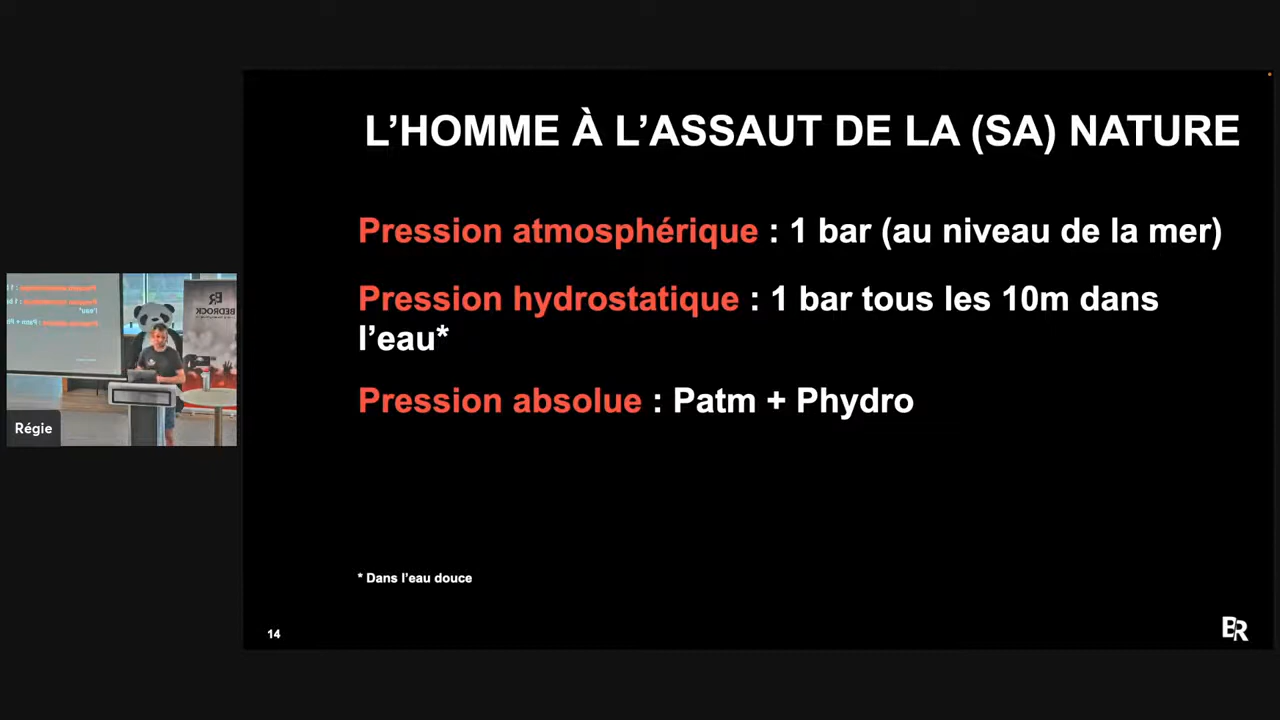 L’HOMME À L’ASSAUT DE LA (SA) NATURE
Pression atmosphérique : 1 bar (au niveau de la mer)
Pression hydrostatique : 1 bar tous les 10m dans
l’eau*
Pression absolue : Patm + Phydro
* Dans l’eau douce
14
BR
Régie